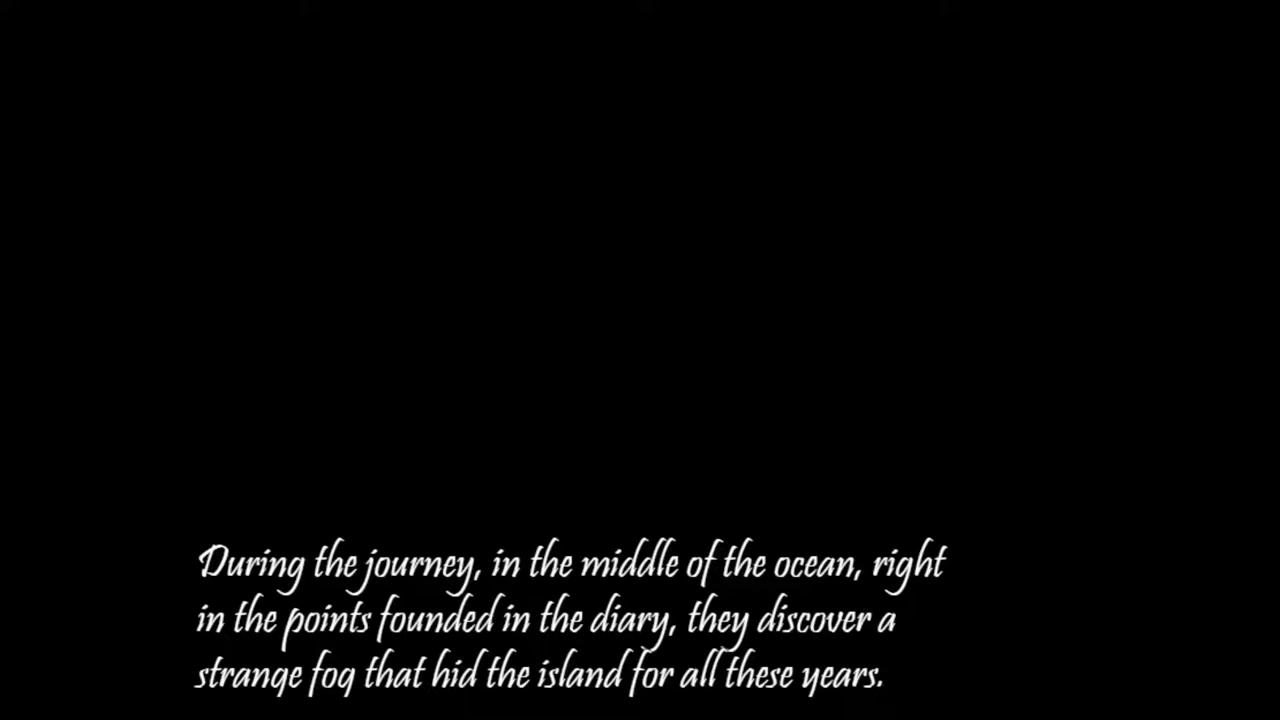 During the journey, in the middle of the ocean, right
in the points founded in the diary, they discover a
strange fog that hid the island for all these years.